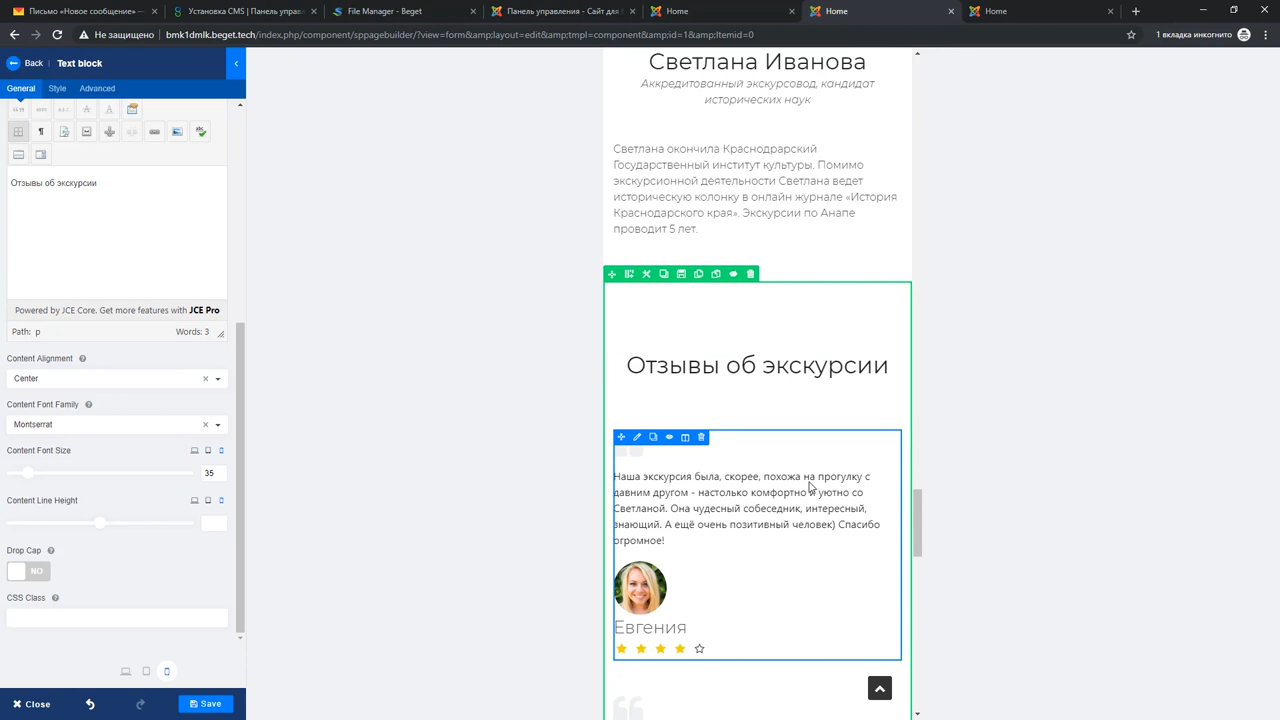 Письмо «Новое сообщение» —
Установка CMS | Панель управ
File Manager - Beget
Панель управления - Сайт для б
Home
Home
Home
Не защищено
bmk1dmlk.beget.tech/index.php/component/sppagebuilder/?view=form&amp;layout=edit&amp;tmpl=component&amp;id=1&amp;Itemid=0
1 вкладка инкогнито
Back
Text block
General
Style
Advanced
Отзывы об экскурсии
Powered by JCE Core. Get more features with JCE Pro
Path: p
Words: 3
Content Alignment
Center
Content Font Family
Montserrat
Content Font Size
35
Content Line Height
Drop Cap
NO
CSS Class
Close
Save
Светлана Иванова
Аккредитованный экскурсовод, кандидат
исторических наук
Светлана окончила Краснодрарский
Государственный институт культуры. Помимо
экскурсионной деятельности Светлана ведет
историческую колонку в онлайн журнале «История
Краснодарского края». Экскурсии по Анапе
проводит 5 лет.
Отзывы об экскурсии
Наша экскурсия была, скорее, похожа на прогулку с
давним другом - настолько комфортно и уютно со
Светланой. Она чудесный собеседник, интересный,
знающий. А ещё очень позитивный человек) Спасибо
огромное!
Евгения